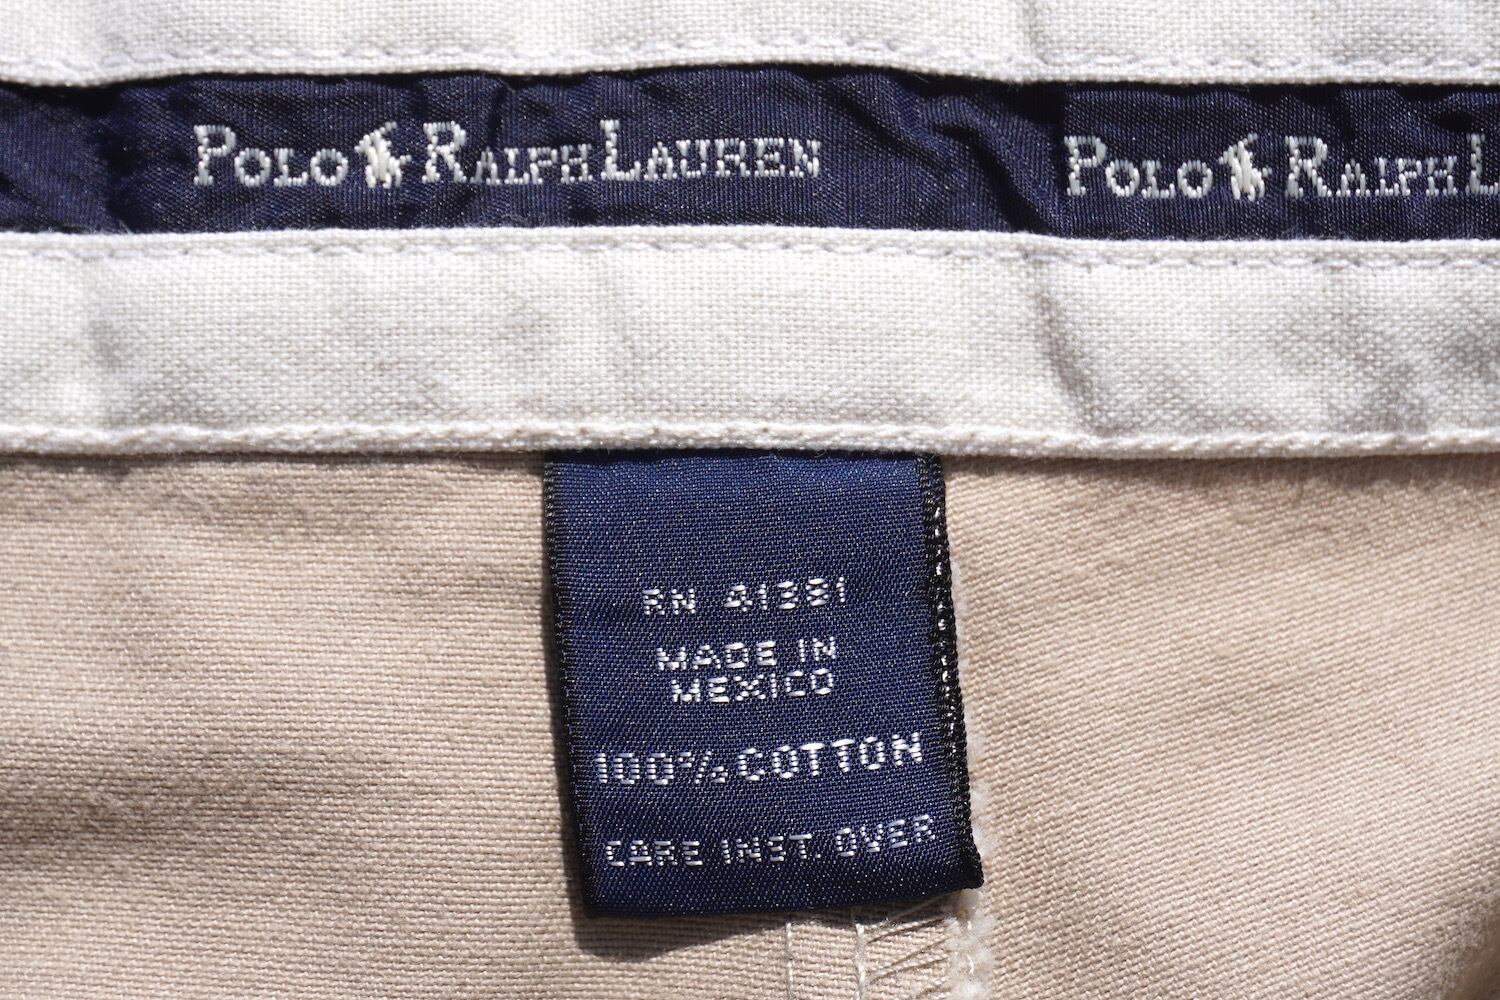 POLO RALPH LAUREN POLO RALPH L
RN 41381
MADE IN
MEXICO
100% COTTON
CARE INST. OVER